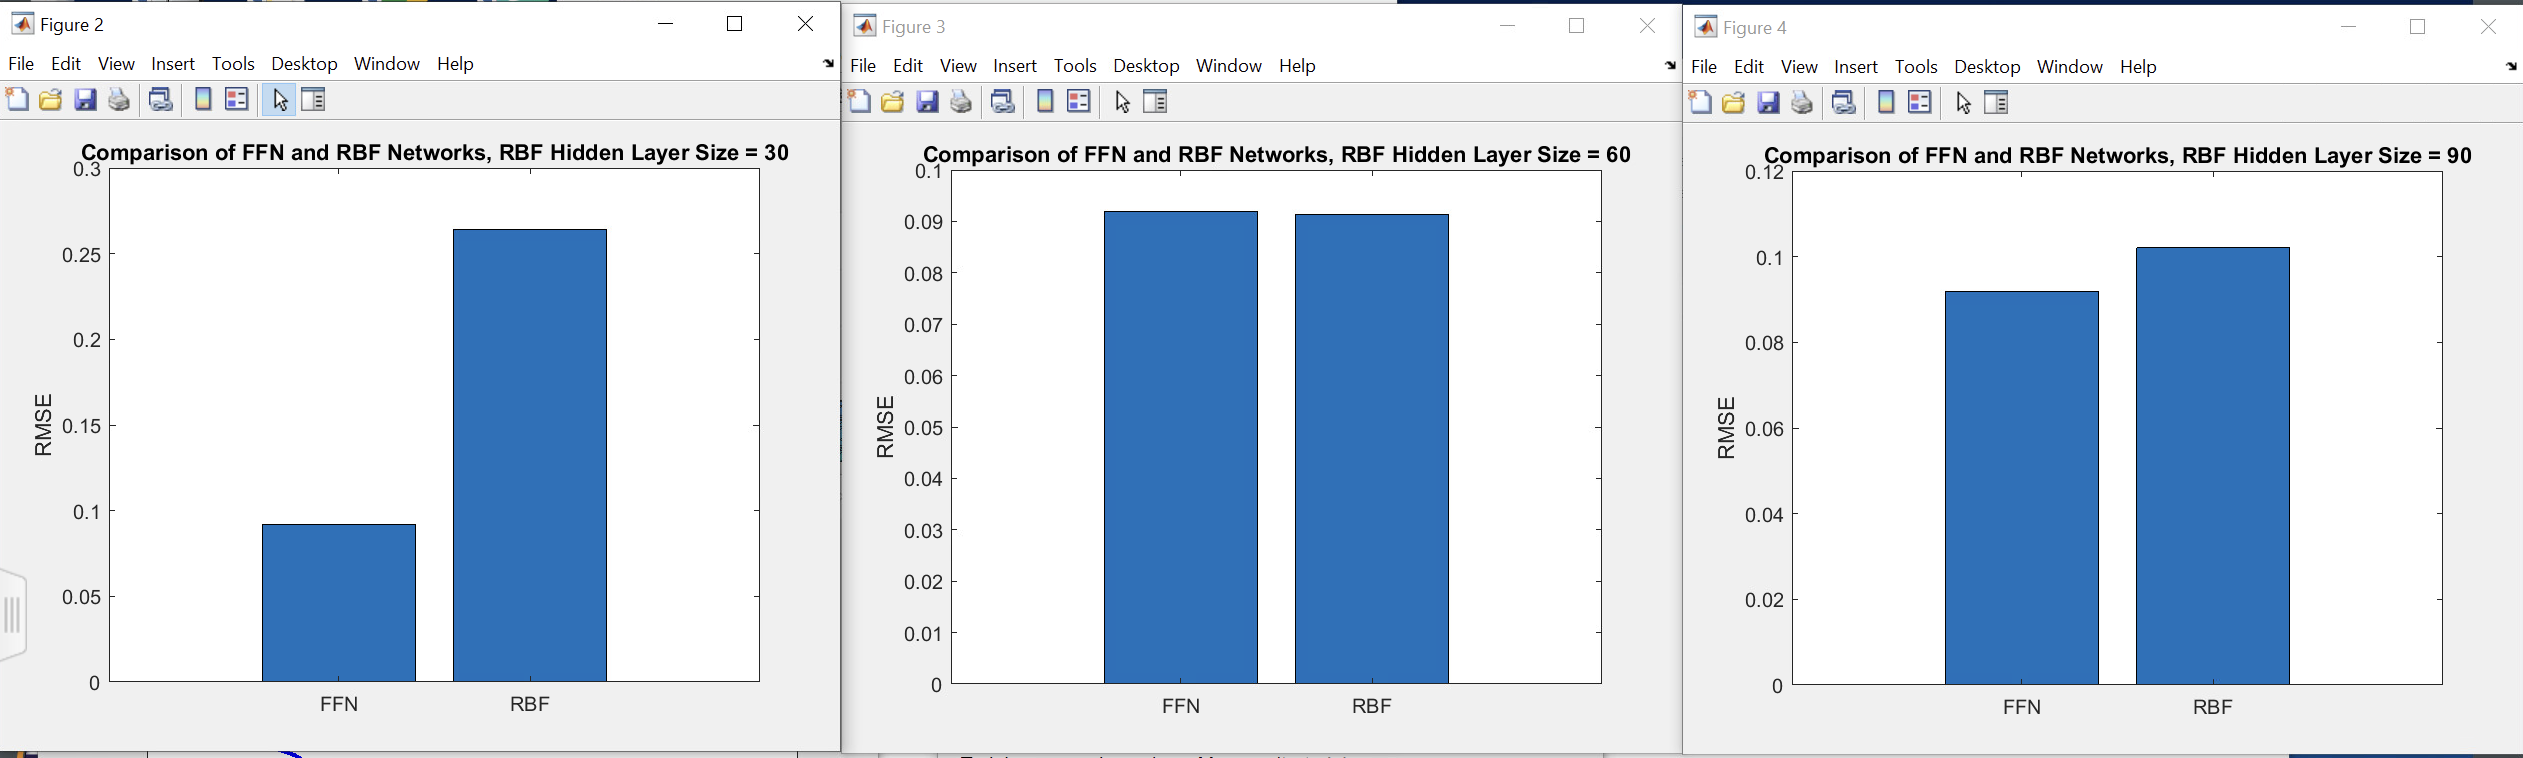 Figure 2
File Edit View Insert Tools Desktop Window Help
Comparison of FFN and RBF Networks, RBF Hidden Layer Size = 30
0.3
0.25
0.2
0.15
0.1
0.05
0
RMSE
FFN RBF
Figure 3
File Edit View Insert Tools Desktop Window Help
Comparison of FFN and RBF Networks, RBF Hidden Layer Size = 60
0.1
0.09
0.08
0.07
0.06
0.05
0.04
0.03
0.02
0.01
0
RMSE
FFN RBF
Figure 4
File Edit View Insert Tools Desktop Window Help
Comparison of FFN and RBF Networks, RBF Hidden Layer Size = 90
0.12
0.1
0.08
0.06
0.04
0.02
0
RMSE
FFN RBF